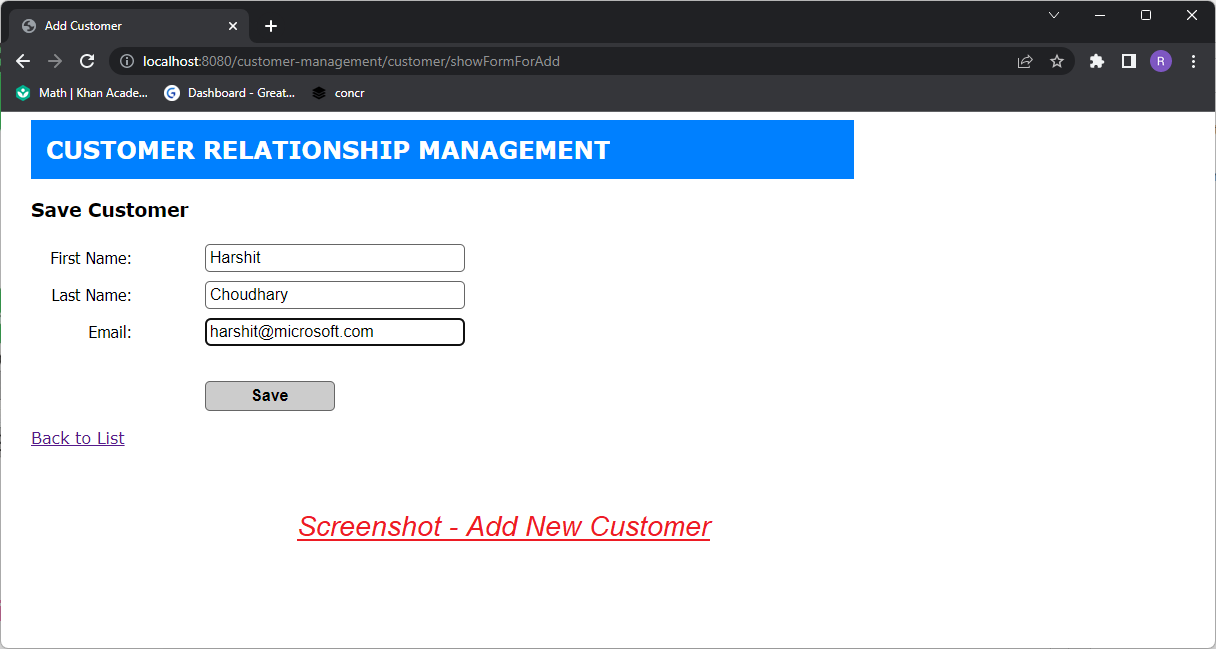 Add Customer
localhost:8080/customer-management/customer/showFormForAdd
R
Math | Khan Acade... G Dashboard - Great... concr
CUSTOMER RELATIONSHIP MANAGEMENT
Save Customer
First Name: Harshit
Last Name: Choudhary
Email: harshit@microsoft.com
Save
Back to List
Screenshot - Add New Customer